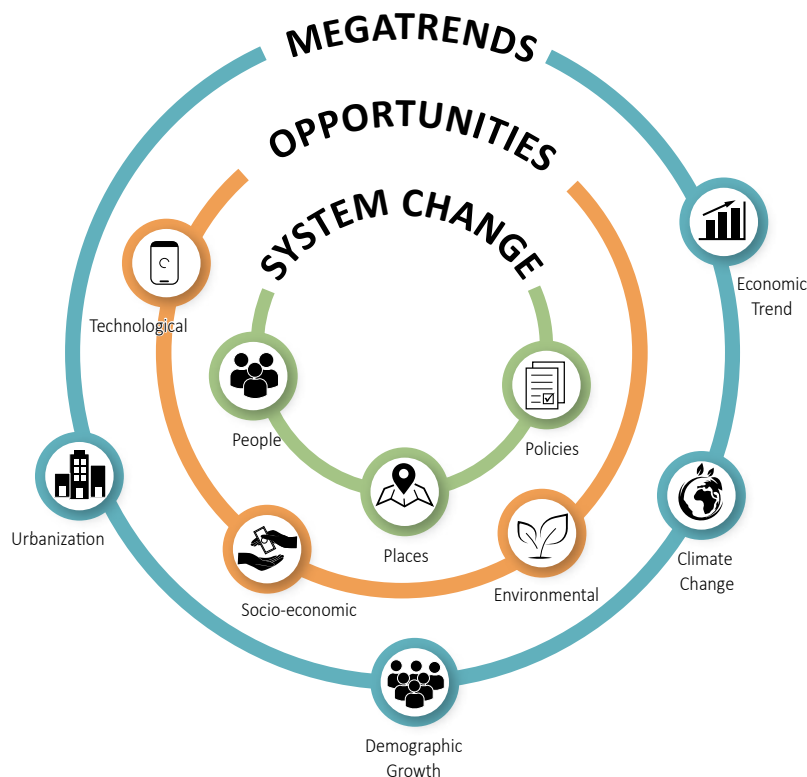 MEGATRENDS
OPPORTUNITIES
SYSTEM CHANGE
Economic
Trend
Technological
People
Policies
Urbanization
Places
Climate
Change
Environmental
Socio-economic
Demographic
Growth